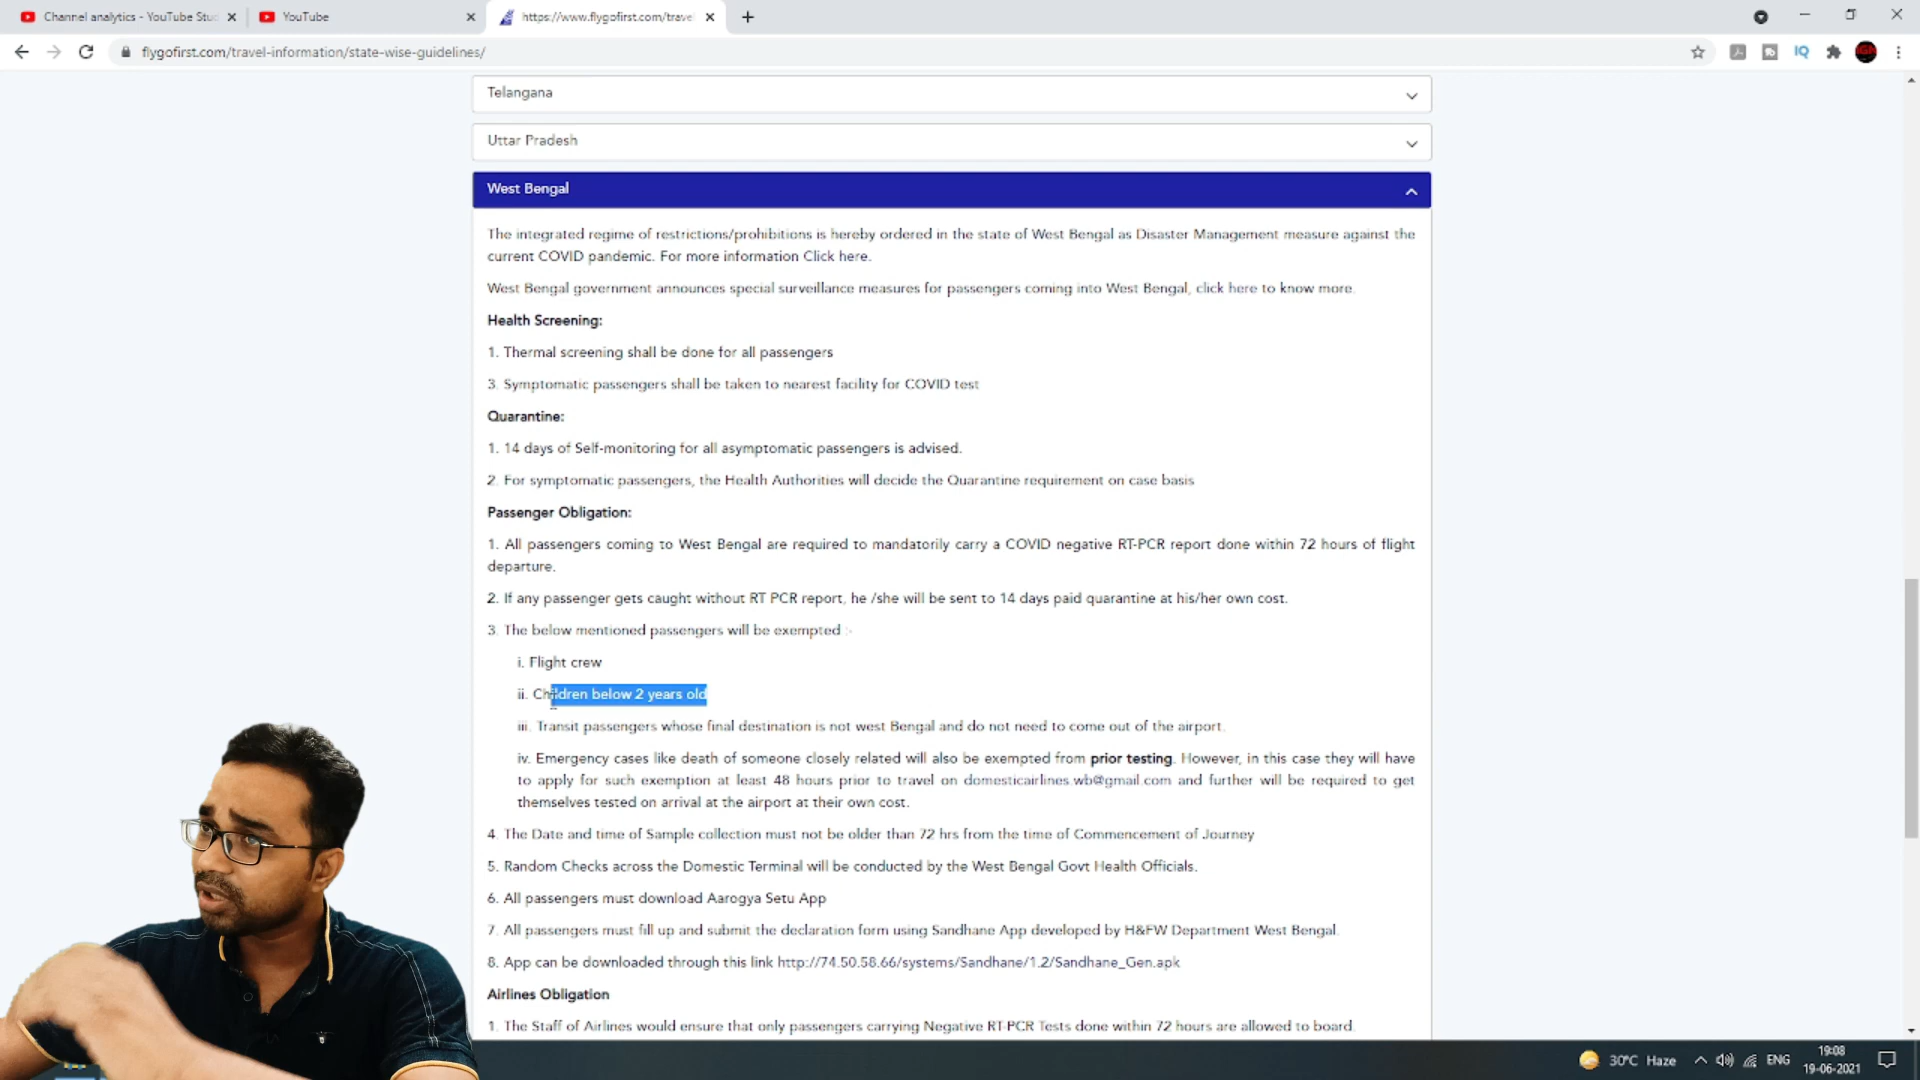 Channel analytics - YouTube Stu
YouTube
https://www.flygofirst.com/trave
flygofirst.com/travel-information/state-wise-guidelines/
Telangana
Uttar Pradesh
West Bengal
The integrated regime of restrictions/prohibitions is hereby ordered in the state of West Bengal as Disaster Management measure against the
current COVID pandemic. For more information Click here.
West Bengal government announces special surveillance measures for passengers coming into West Bengal, click here to know more.
Health Screening:
1. Thermal screening shall be done for all passengers
3. Symptomatic passengers shall be taken to nearest facility for COVID test
Quarantine:
1. 14 days of Self-monitoring for all asymptomatic passengers is advised.
2. For symptomatic passengers, the Health Authorities will decide the Quarantine requirement on case basis
Passenger Obligation:
1. All passengers coming to West Bengal are required to mandatorily carry a COVID negative RT-PCR report done within 72 hours of flight
departure.
2. If any passenger gets caught without RT PCR report, he /she will be sent to 14 days paid quarantine at his/her own cost.
3. The below mentioned passengers will be exempted :-
i. Flight crew
ii. Children below 2 years old
iii. Transit passengers whose final destination is not west Bengal and do not need to come out of the airport.
iv. Emergency cases like death of someone closely related will also be exempted from prior testing. However, in this case they will have
to apply for such exemption at least 48 hours prior to travel on domesticairlines.wb@gmail.com and further will be required to get
themselves tested on arrival at the airport at their own cost.
4. The Date and time of Sample collection must not be older than 72 hrs from the time of Commencement of Journey
5. Random Checks across the Domestic Terminal will be conducted by the West Bengal Govt Health Officials.
6. All passengers must download Aarogya Setu App
7. All passengers must fill up and submit the declaration form using Sandhane App developed by H&FW Department West Bengal.
8. App can be downloaded through this link http://74.50.58.66/systems/Sandhane/1.2/Sandhane_Gen.apk
Airlines Obligation
1. The Staff of Airlines would ensure that only passengers carrying Negative RT-PCR Tests done within 72 hours are allowed to board.
30°C Haze
ENG
19:08
19-06-2021